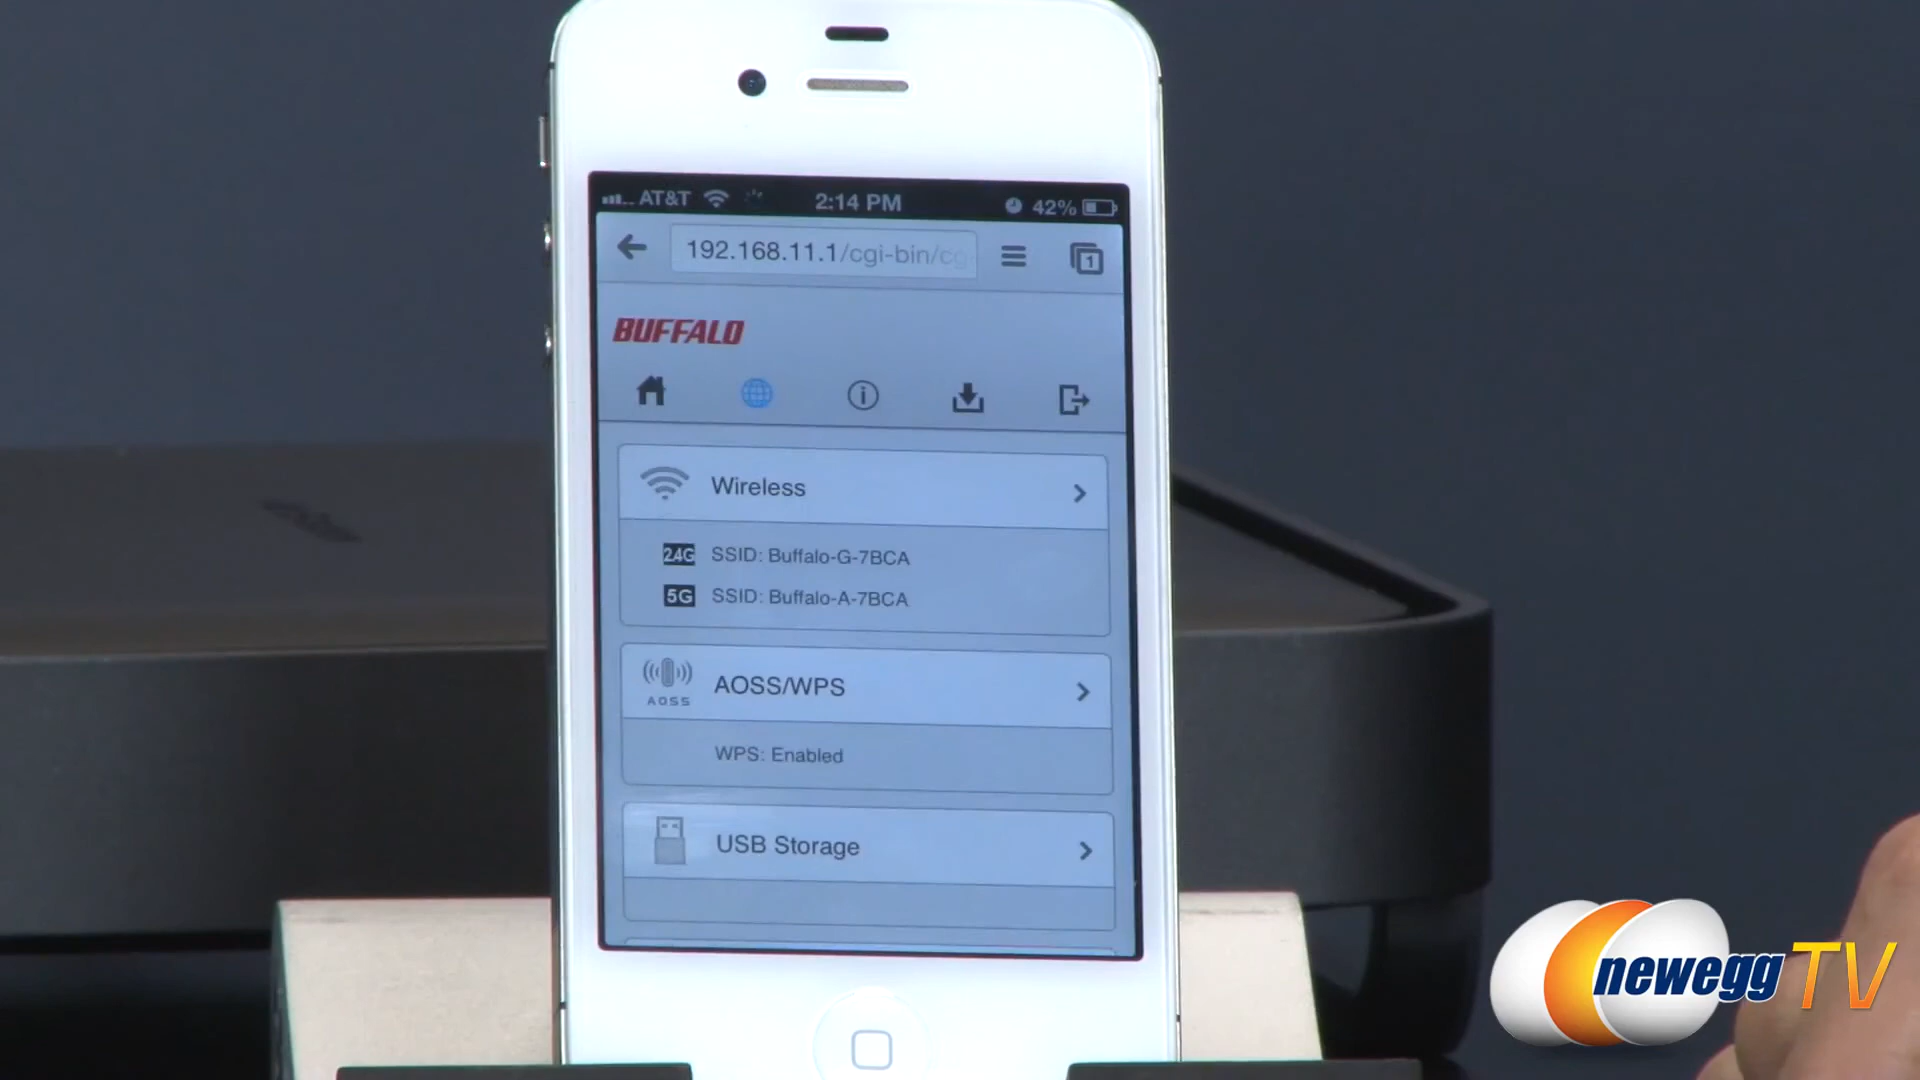 AT&T 2:14 PM 42%
192.168.11.1/cgi-bin/cg
1
BUFFALO
Wireless
2.4G SSID: Buffalo-G-7BCA
5G SSID: Buffalo-A-7BCA
AOSS
AOSS/WPS
WPS: Enabled
USB Storage
newegg TV